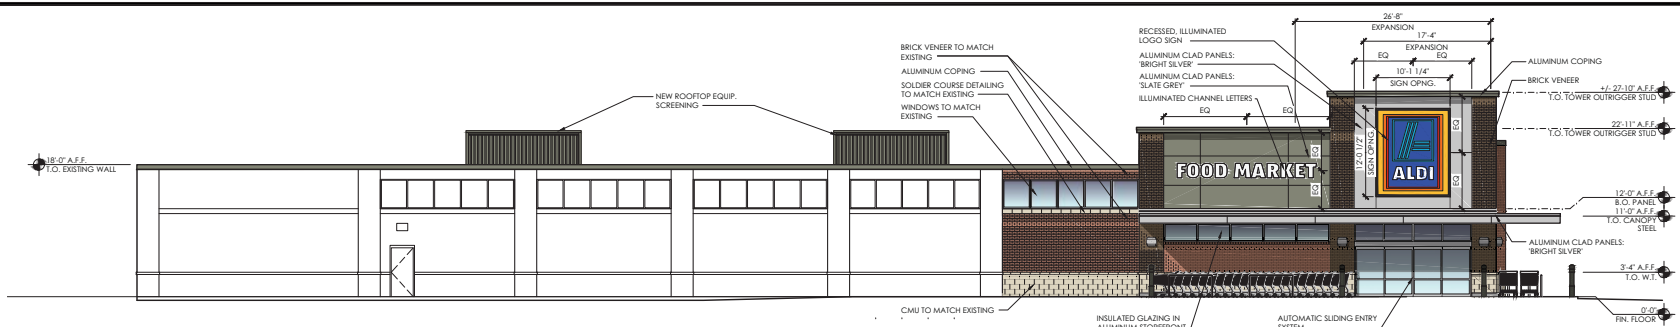 26'-8"
EXPANSION
17'-4"
EXPANSION
EQ EQ
10'-1 1/4"
SIGN OPNG.
RECESSED, ILLUMINATED
LOGO SIGN
ALUMINUM CLAD PANELS:
'BRIGHT SILVER'
ALUMINUM CLAD PANELS:
'SLATE GREY'
ILLUMINATED CHANNEL LETTERS
EQ EQ
BRICK VENEER TO MATCH
EXISTING
ALUMINUM COPING
SOLDIER COURSE DETAILING
TO MATCH EXISTING
WINDOWS TO MATCH
EXISTING
NEW ROOFTOP EQUIP.
SCREENING
18'-0" A.F.F.
T.O. EXISTING WALL
ALUMINUM COPING
BRICK VENEER
+/- 27'-10" A.F.F.
T.O. TOWER OUTRIGGER STUD
22'-11" A.F.F.
T.O. TOWER OUTRIGGER STUD
EQ
EQ
12'-0 1/2"
SIGN OPNG.
EQ
EQ
FOOD MARKET
ALDI
12'-0" A.F.F.
B.O. PANEL
11'-0" A.F.F.
T.O. CANOPY
STEEL
ALUMINUM CLAD PANELS:
'BRIGHT SILVER'
3'-4" A.F.F.
T.O. W.T.
0'-0"
FIN. FLOOR
CMU TO MATCH EXISTING
INSULATED GLAZING IN
ALUMINUM STOREFRONT
AUTOMATIC SLIDING ENTRY
SYSTEM